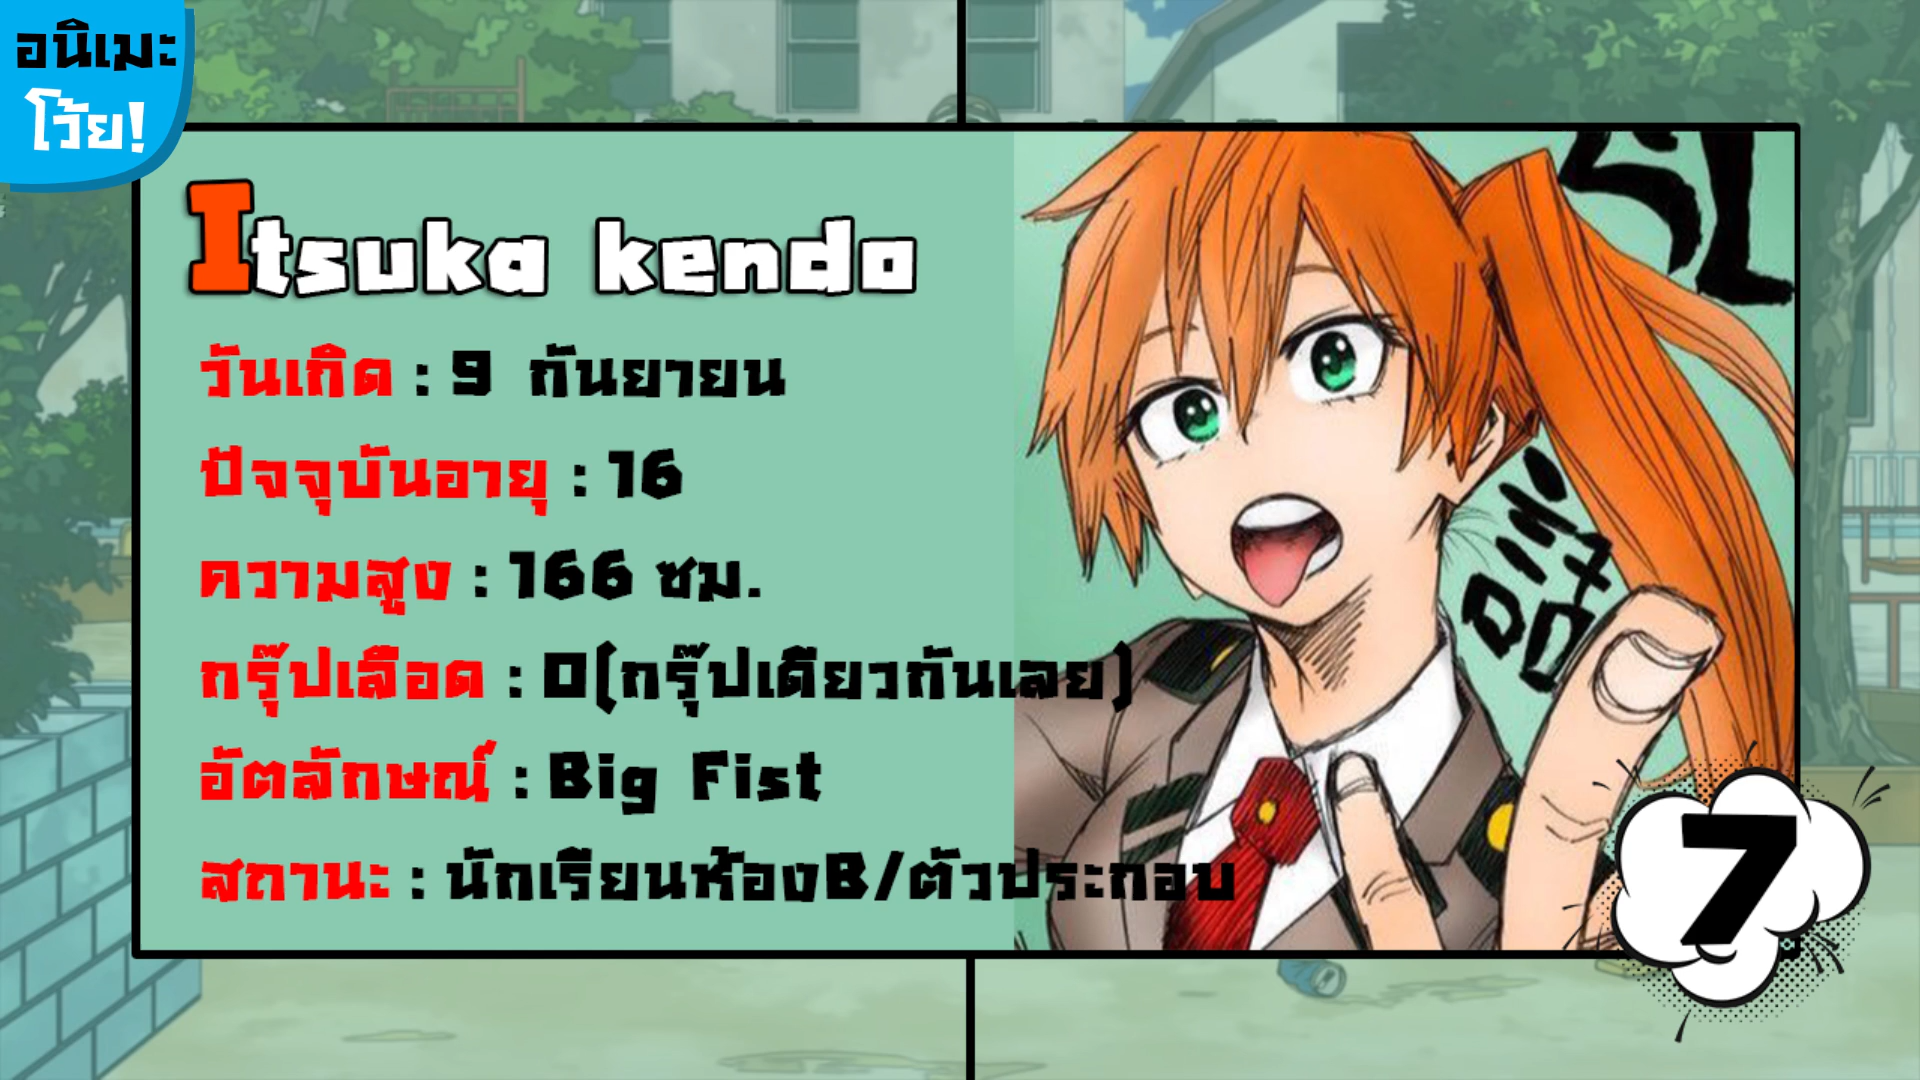 อนิเมะ
โว้ย!
Itsuka kendo
วันเกิด : 9 กันยายน
ปัจจุบันอายุ : 16
ความสูง : 166 ซม.
กรุ๊ปเลือด : O(กรุ๊ปเดียวกันเลย)
อัตลักษณ์ : Big Fist
สถานะ : นักเรียนห้องB/ตัวประกอบ
7